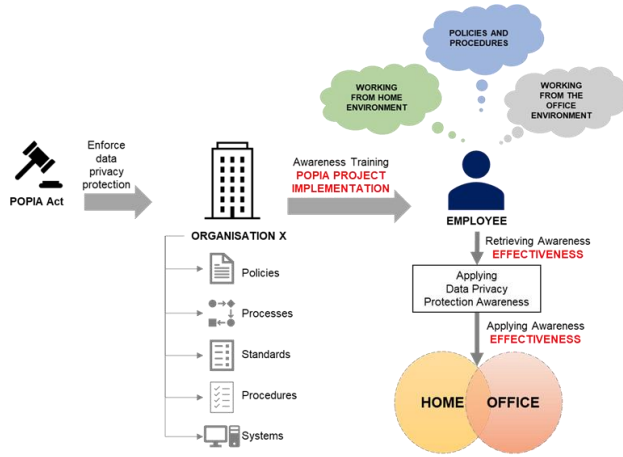 POLICIES AND
PROCEDURES
WORKING
FROM HOME
ENVIRONMENT
WORKING
FROM THE
OFFICE
ENVIRONMENT
Enforce
data
privacy
protection
POPIA Act
Awareness Training
POPIA PROJECT
IMPLEMENTATION
ORGANISATION X
EMPLOYEE
Policies
Processes
Standards
Procedures
Systems
Retrieving Awareness
EFFECTIVENESS
Applying
Data Privacy
Protection Awareness
Applying Awareness
EFFECTIVENESS
HOME
OFFICE